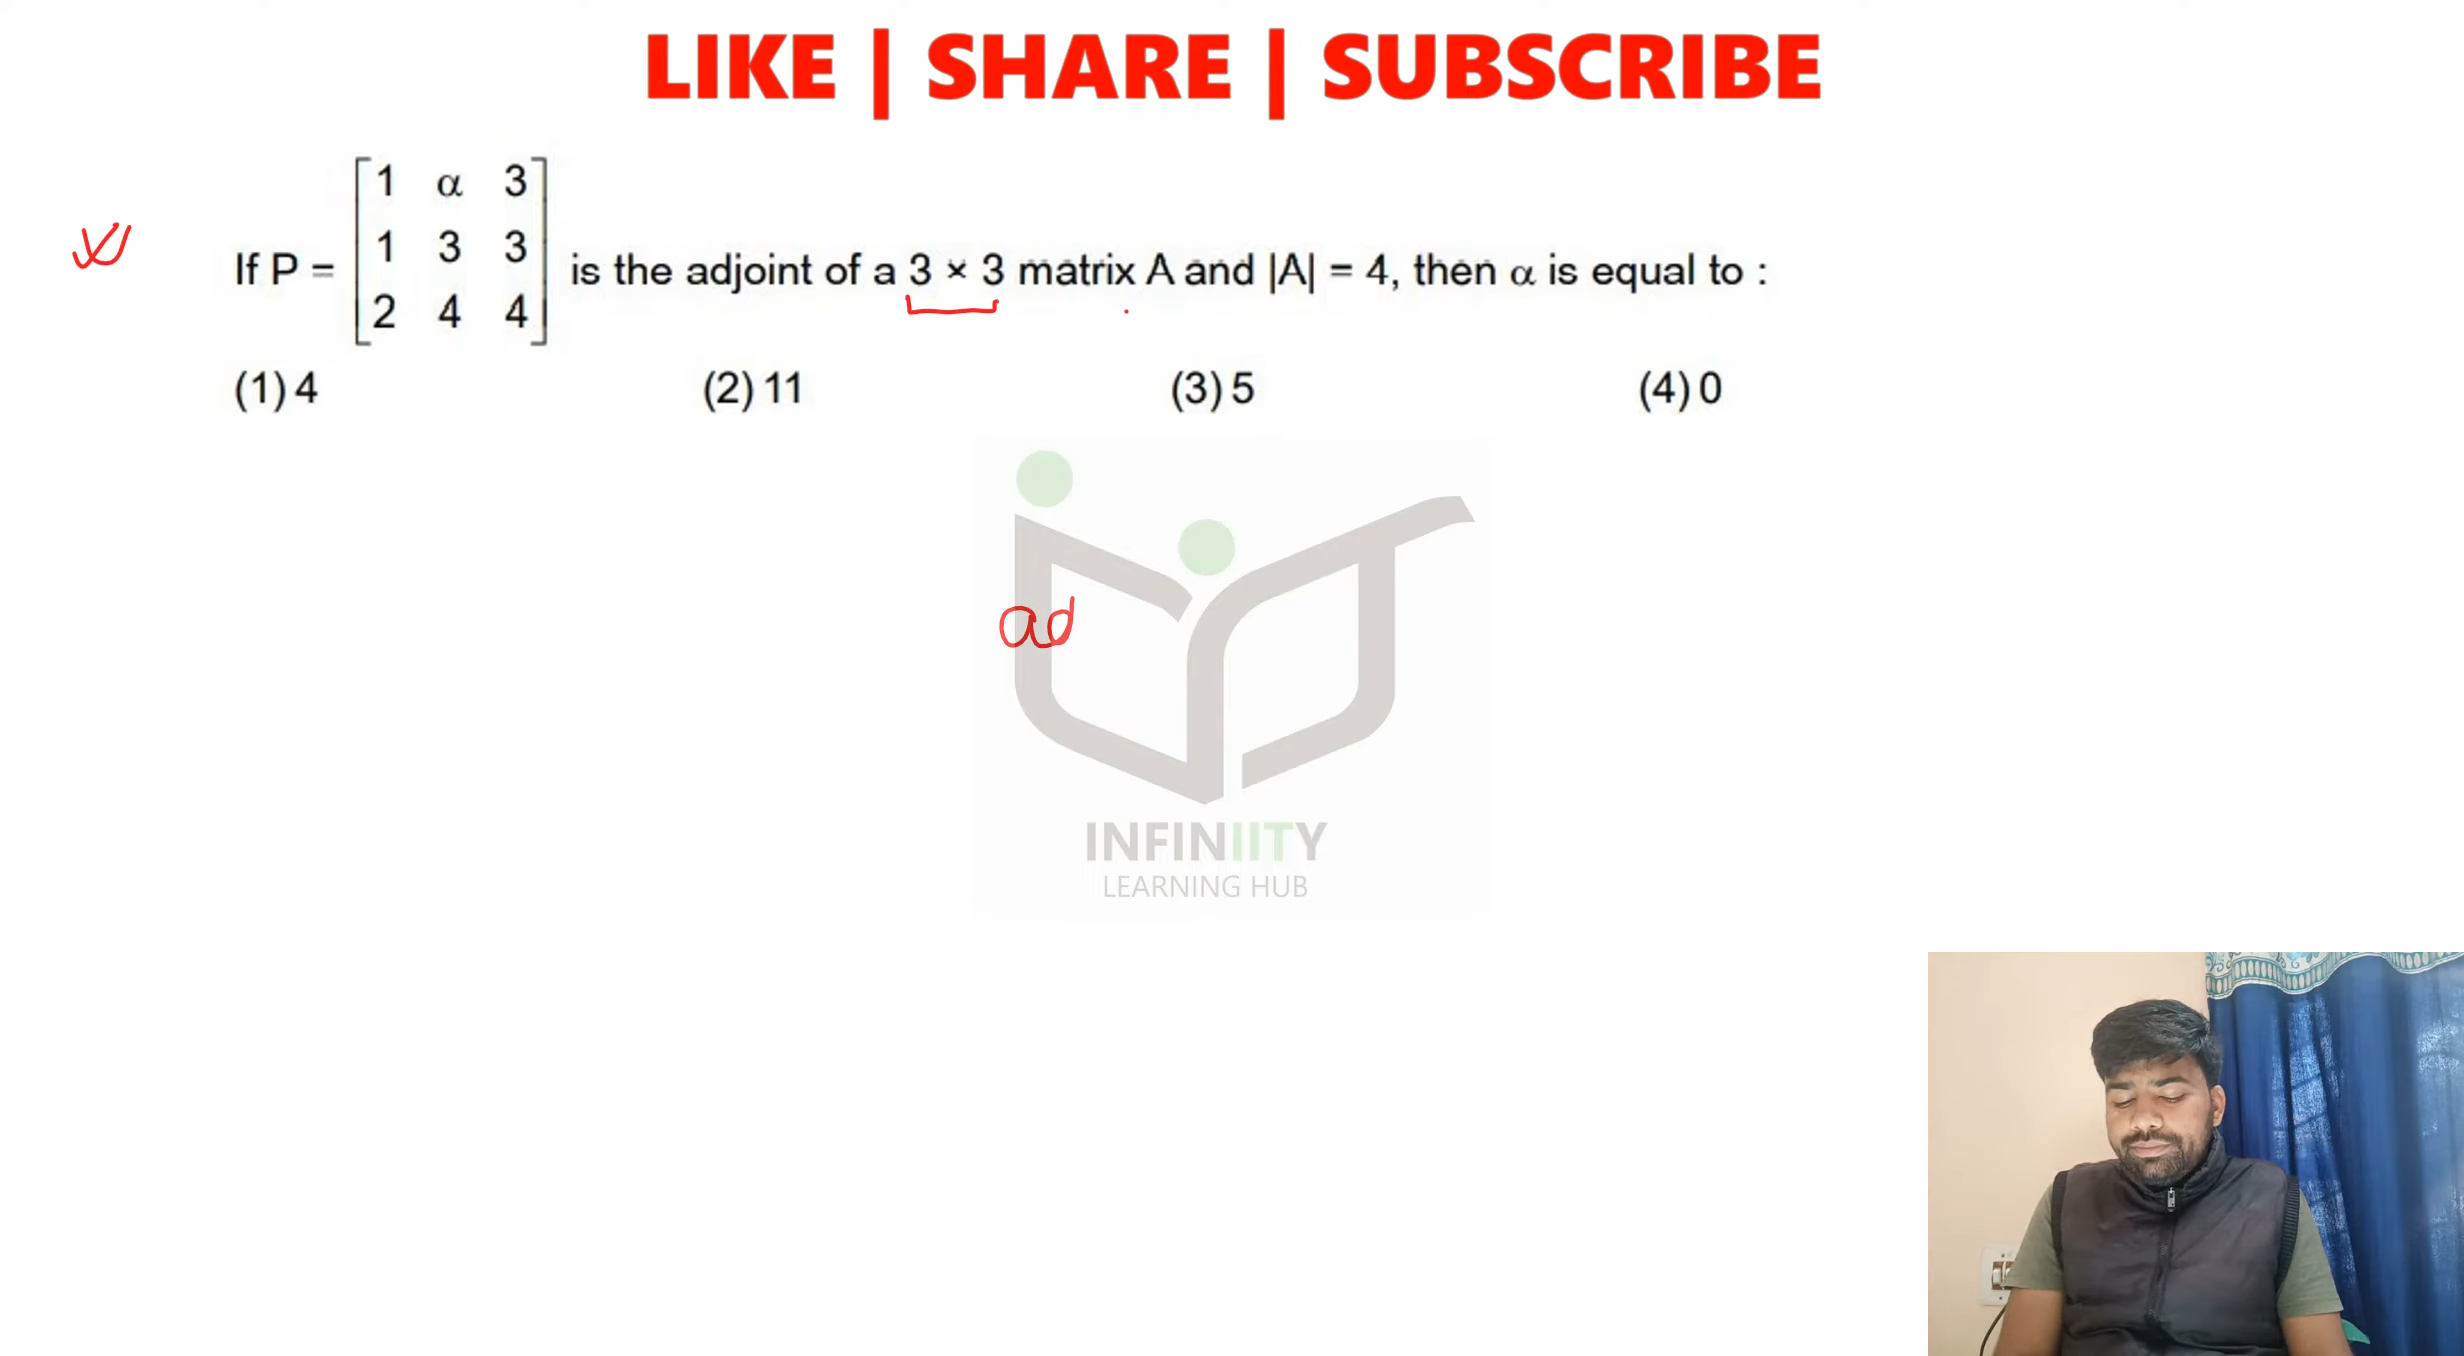 LIKE | SHARE | SUBSCRIBE
If P = [1 α 3
1 3 3
2 4 4] is the adjoint of a 3 × 3 matrix A and |A| = 4, then α is equal to :
(1) 4 (2) 11 (3) 5 (4) 0
ad
INFINIITY
LEARNING HUB